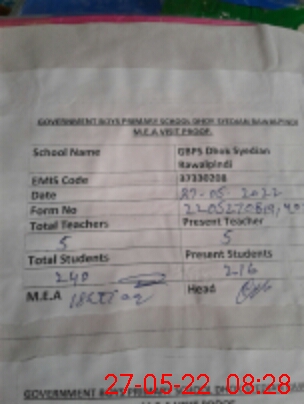 GOVERNMENT BOYS PRIMARY SCHOOL DHOK SYEDIAN RAWALPINDI
M.E.A VISIT PROOF.
School Name GBPS Dhok Syedian
Rawalpindi
EMIS Code 37330208
Date 27-05-2022
Form No
Total Teachers Present Teacher
5 5
Total Students Present Students
240 216
M.E.A Head
GOVERNMENT BOYS PRIMARY SCHOOL DHOK SYEDIAN
M.E.A VISIT PROOF
27-05-22 08:28